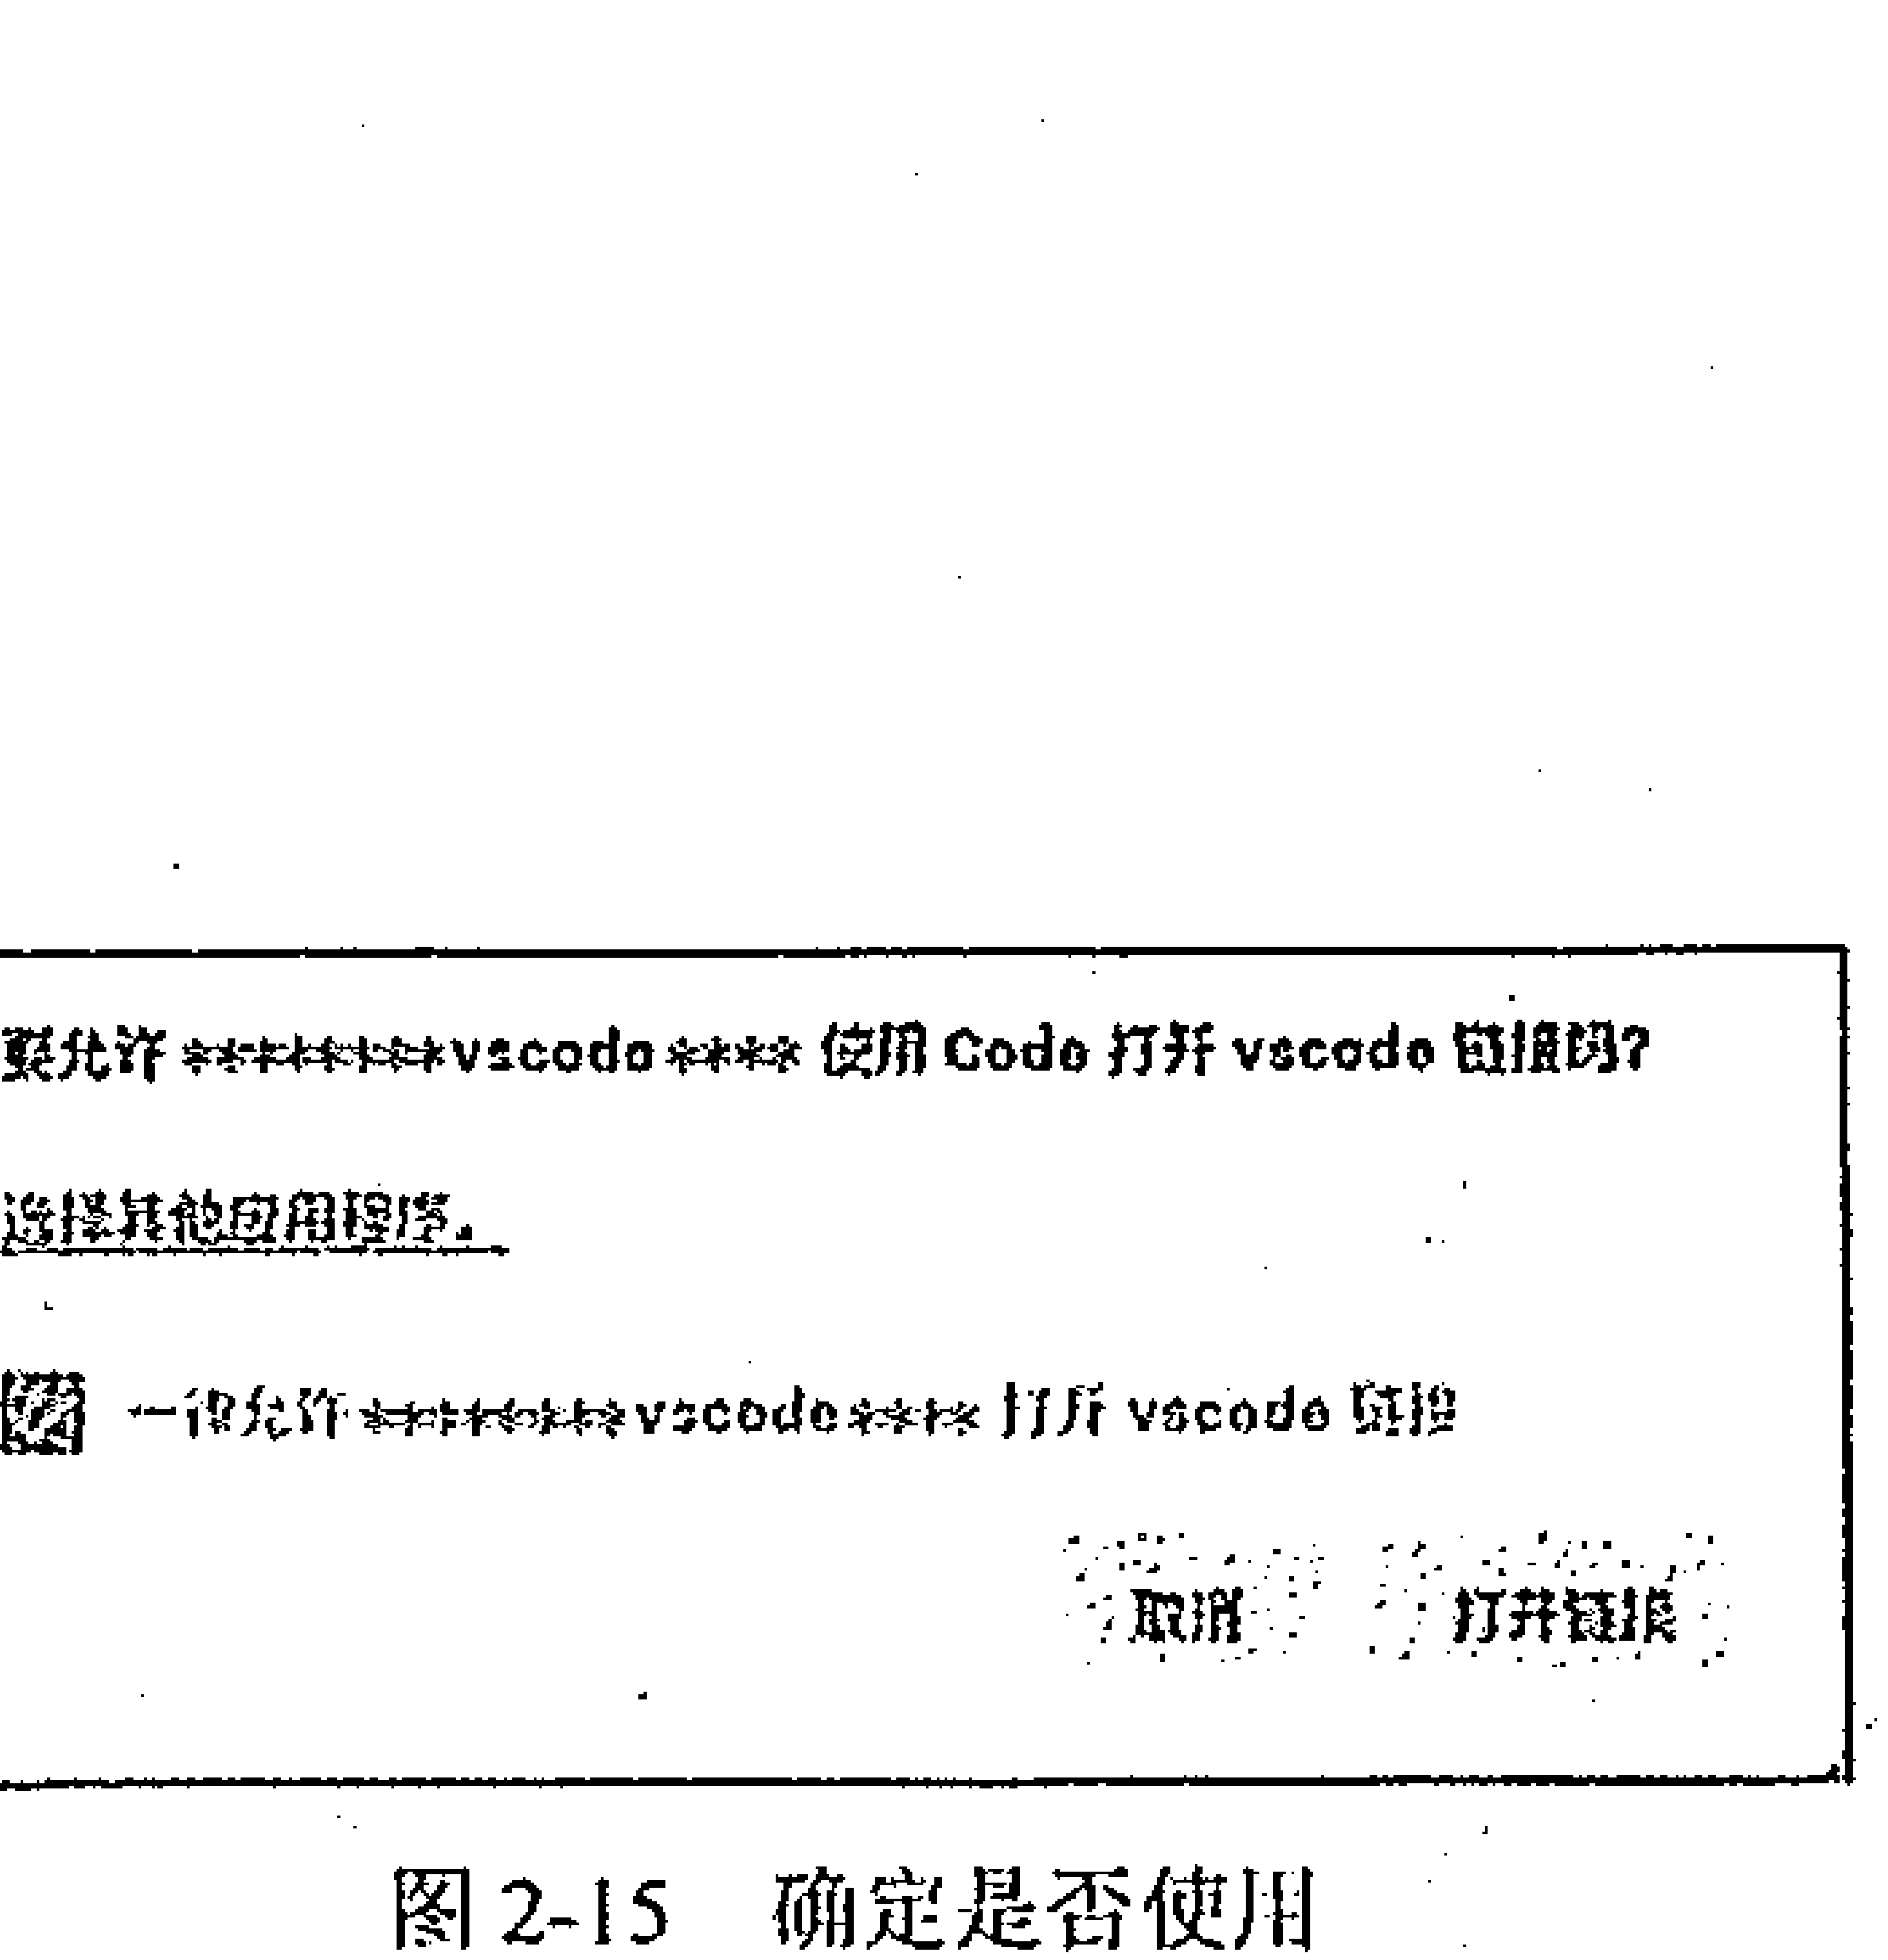 要允许 ********vscode**** 使用 Code 打开 vscode 链接吗?
选择其他应用程序。
一律允许 ********vscode**** 打开 vscode 链接
取消 打开链接
图 2-15 确定是否使用